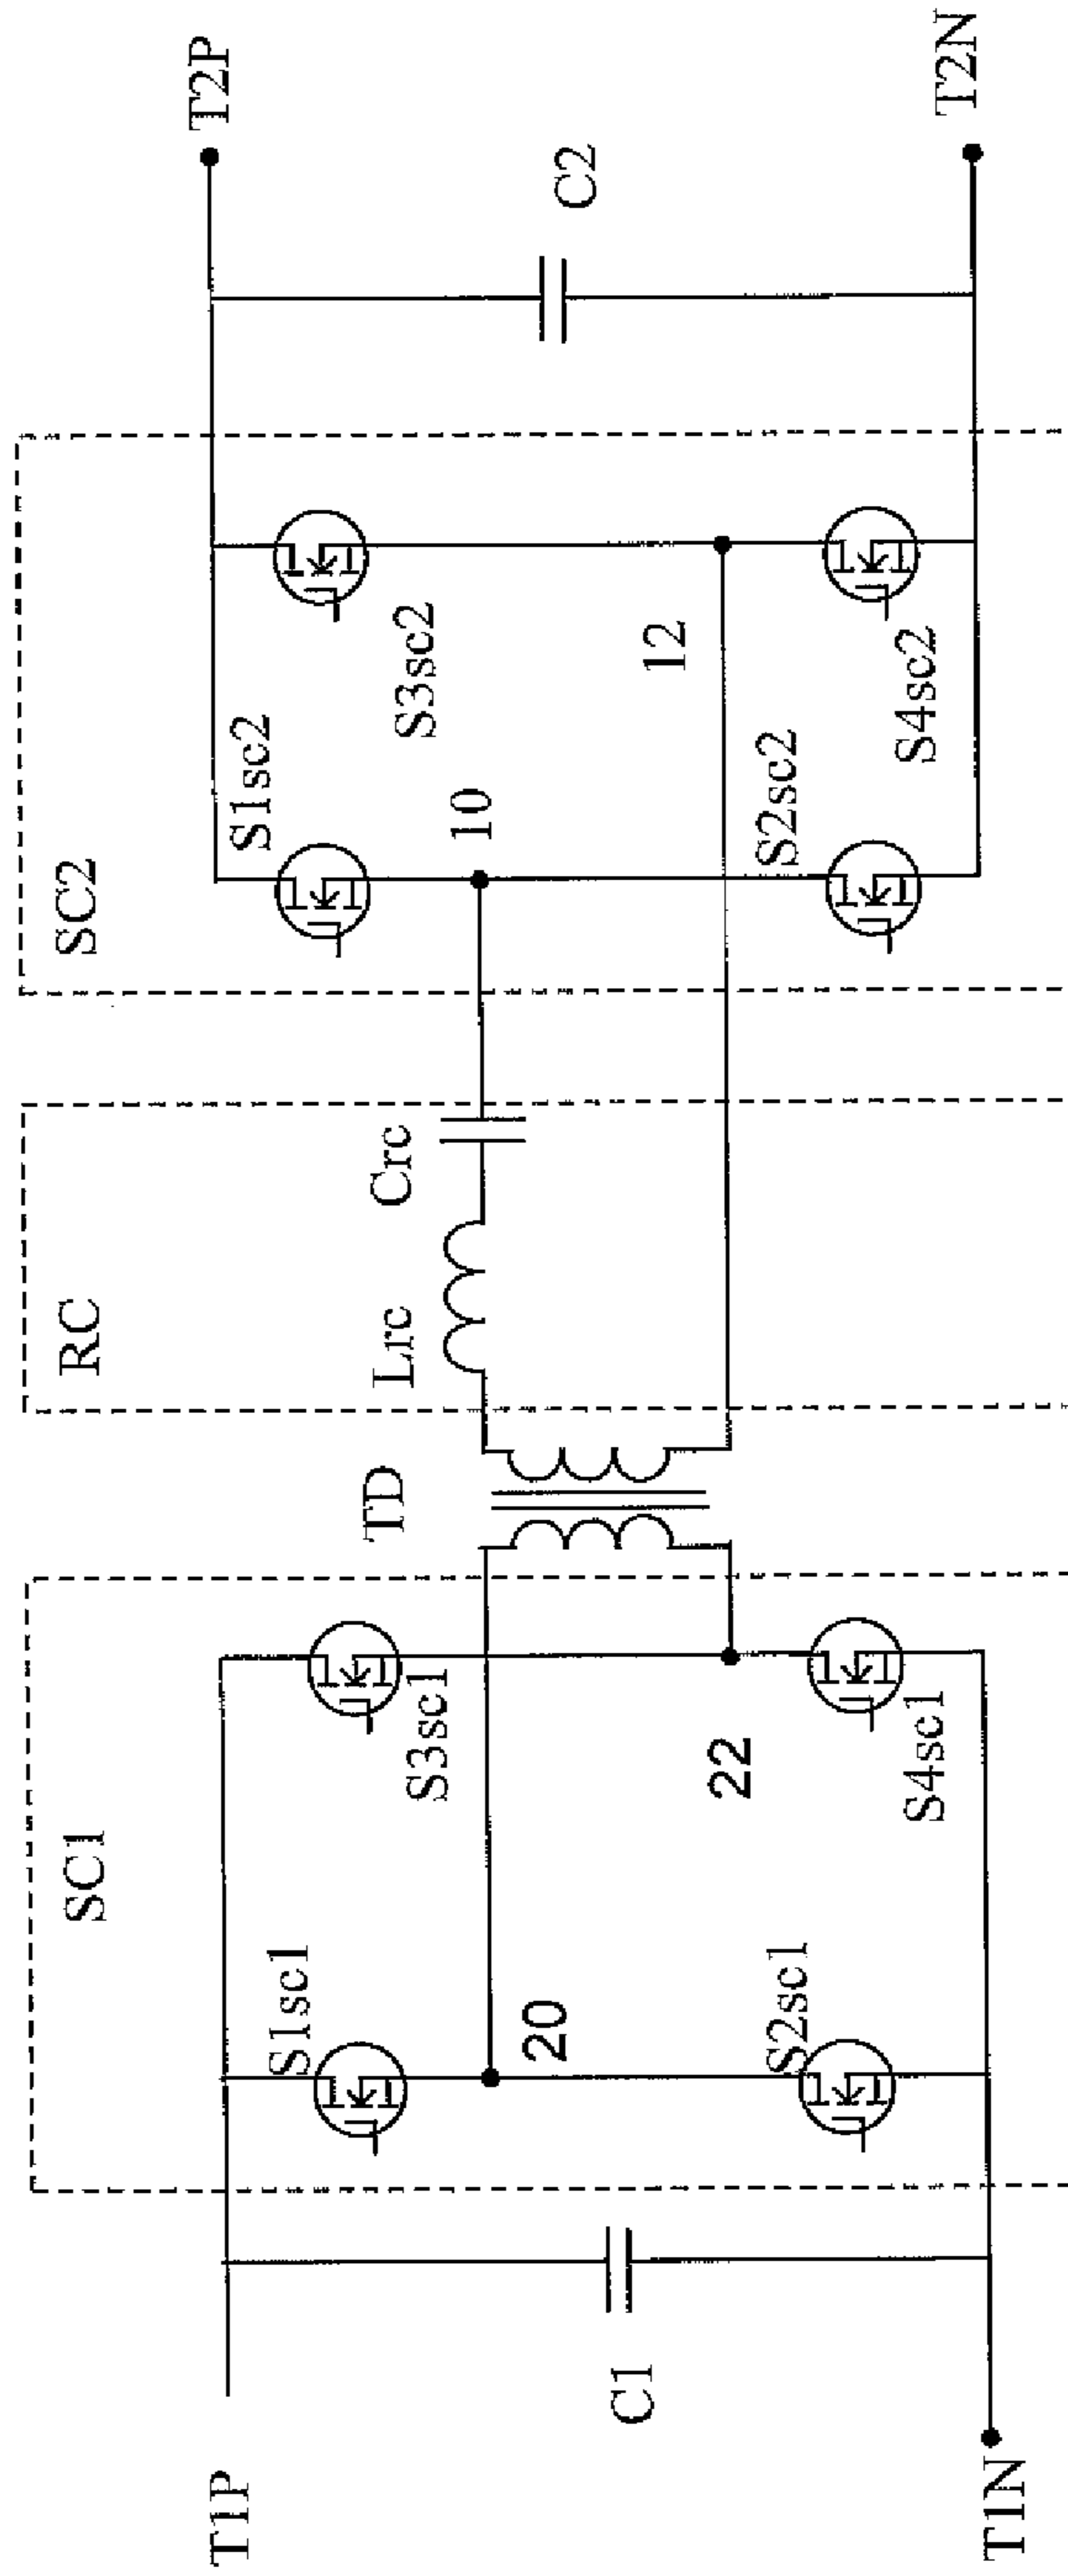 T1P
T1N
C1
SC1
S1sc1
20
S2sc1
S3sc1
22
S4sc1
TD
RC
Lrc
Crc
SC2
S1sc2
10
S2sc2
S3sc2
12
S4sc2
C2
T2P
T2N